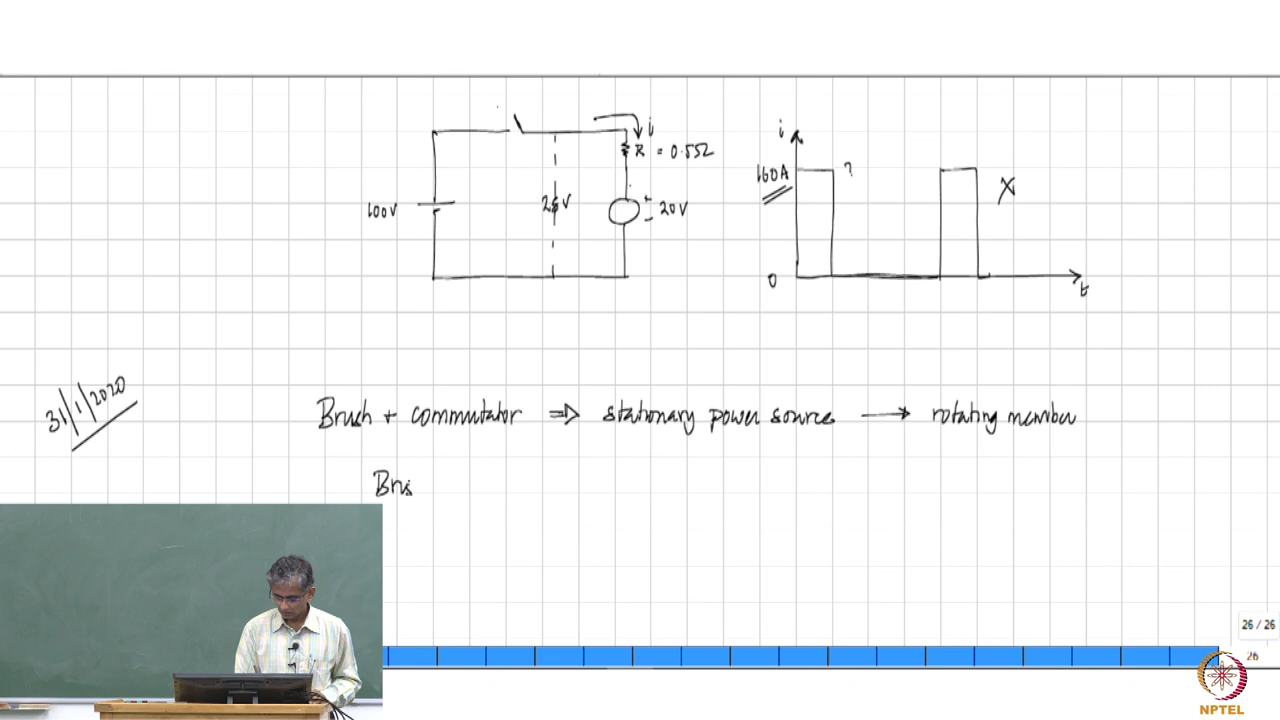 i
R = 0.5Ω
100V
25V
+
-
20V
i
160A
?
X
0
t
31/1/2020
Brush + commutator ⇒ stationary power source → rotating member
Brus
26 / 26
26
NPTEL